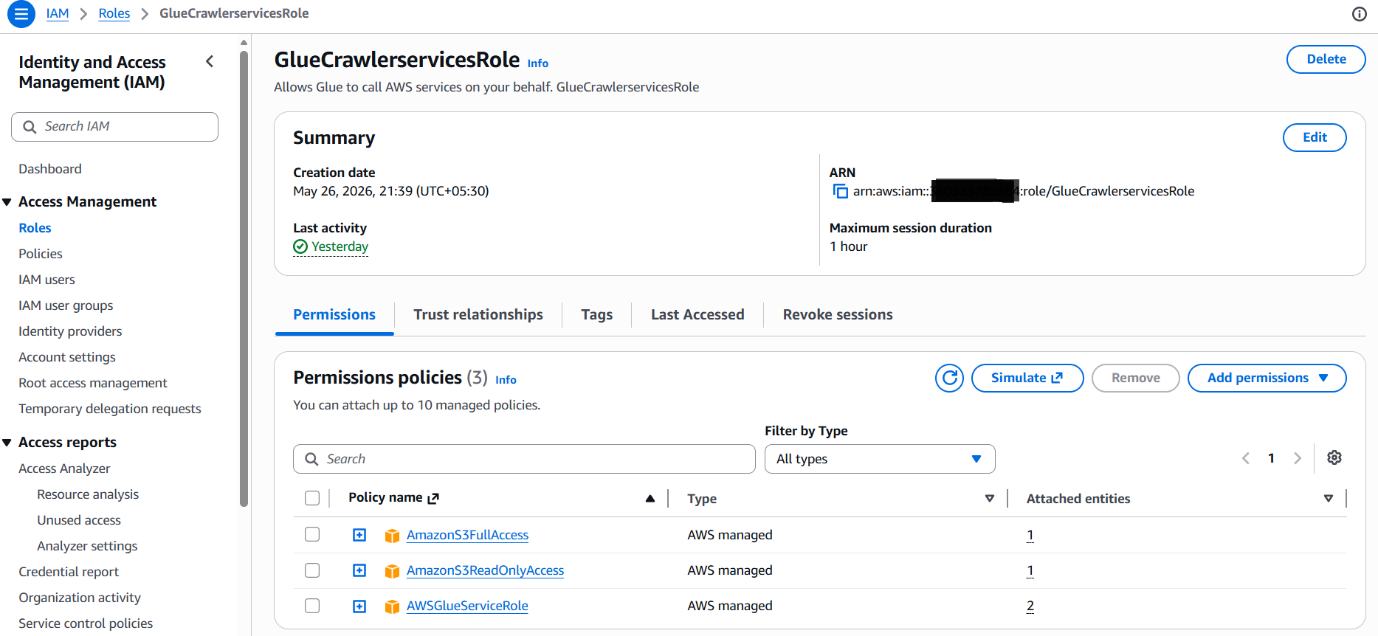 IAM > Roles > GlueCrawlerservicesRole
Identity and Access
Management (IAM)
Search IAM
Dashboard
Access Management
Roles
Policies
IAM users
IAM user groups
Identity providers
Account settings
Root access management
Temporary delegation requests
Access reports
Access Analyzer
Resource analysis
Unused access
Analyzer settings
Credential report
Organization activity
Service control policies
GlueCrawlerservicesRole Info
Delete
Allows Glue to call AWS services on your behalf. GlueCrawlerservicesRole
Summary
Edit
Creation date
May 26, 2026, 21:39 (UTC+05:30)
ARN
arn:aws:iam:: :role/GlueCrawlerservicesRole
Last activity
Yesterday
Maximum session duration
1 hour
Permissions Trust relationships Tags Last Accessed Revoke sessions
Permissions policies (3) Info
Simulate Remove Add permissions
You can attach up to 10 managed policies.
Filter by Type
Search All types 1
Policy name Type Attached entities
AmazonS3FullAccess AWS managed 1
AmazonS3ReadOnlyAccess AWS managed 1
AWSGlueServiceRole AWS managed 2